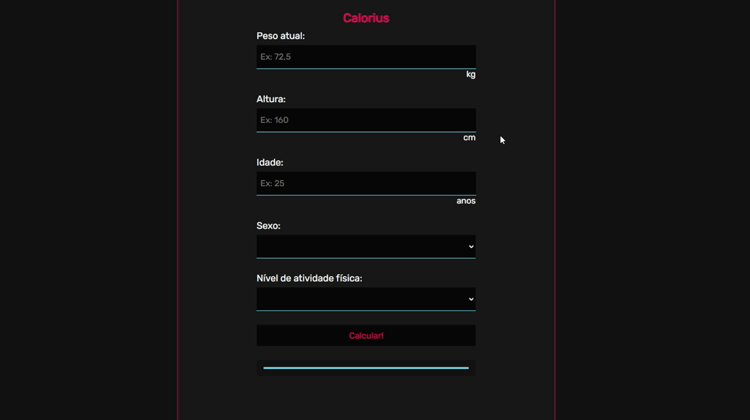 Calorius
Peso atual:
Ex: 72,5
kg
Altura:
Ex: 160
cm
Idade:
Ex: 25
anos
Sexo:
Nível de atividade física:
Calcular!